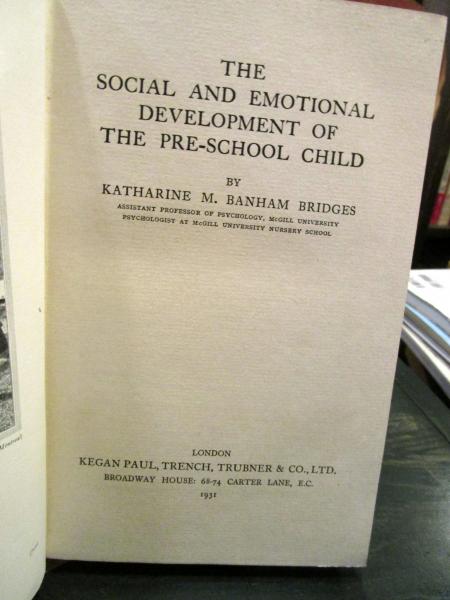 THE
SOCIAL AND EMOTIONAL
DEVELOPMENT OF
THE PRE-SCHOOL CHILD
BY
KATHARINE M. BANHAM BRIDGES
ASSISTANT PROFESSOR OF PSYCHOLOGY, McGILL UNIVERSITY
PSYCHOLOGIST AT McGILL UNIVERSITY NURSERY SCHOOL
LONDON
KEGAN PAUL, TRENCH, TRUBNER & CO., LTD.
BROADWAY HOUSE: 68-74 CARTER LANE, E.C.
1931